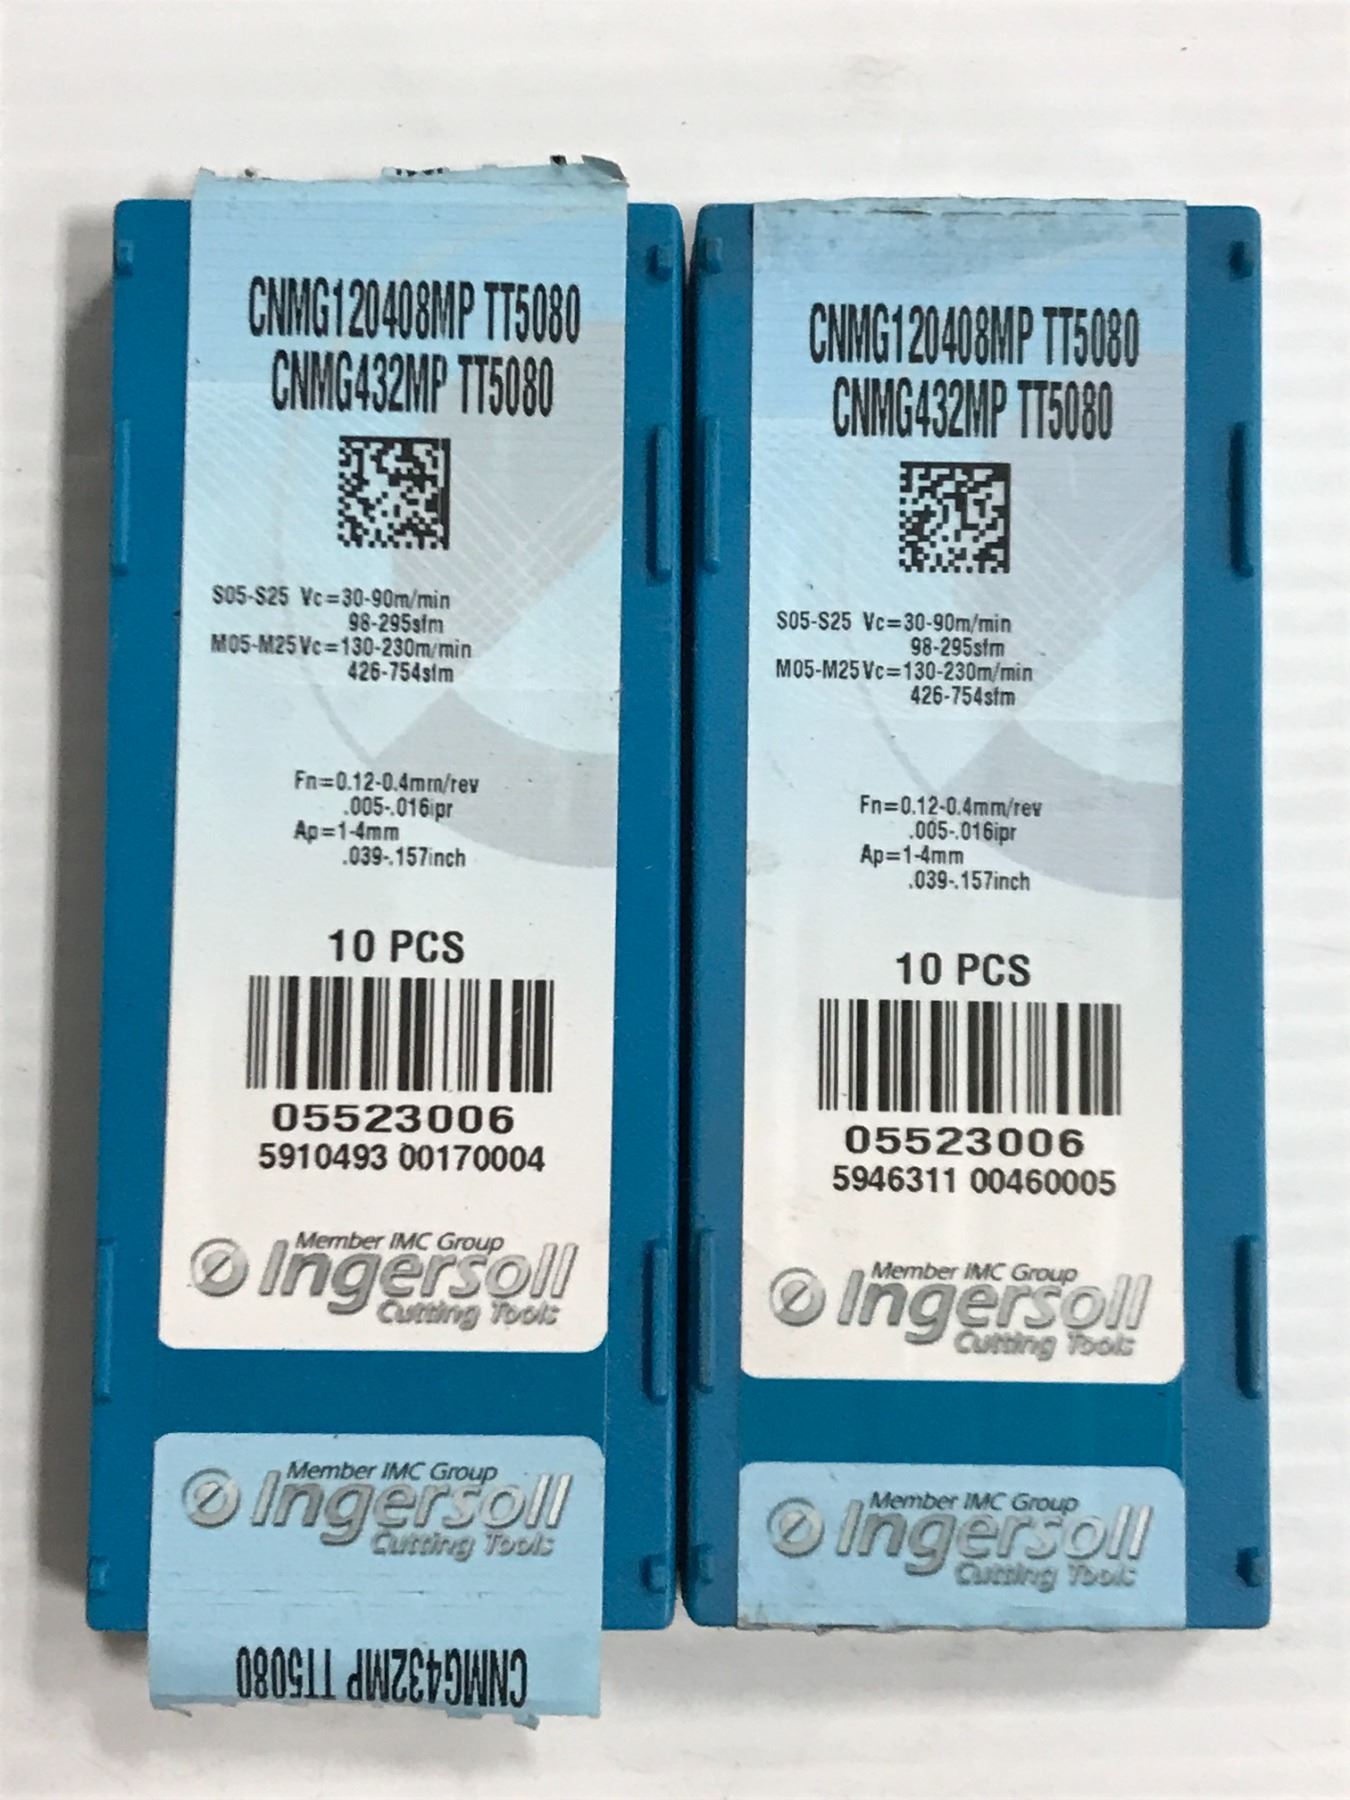 CNMG120408MP TT5080
CNMG432MP TT5080
S05-S25 Vc=30-90m/min
98-295sfm
M05-M25 Vc=130-230m/min
426-754sfm
Fn=0.12-0.4mm/rev
.005-.016ipr
Ap=1-4mm
.039-.157inch
10 PCS
05523006
5910493 00170004
Member IMC Group
Ingersoll
Cutting Tools
Member IMC Group
Ingersoll
Cutting Tools
CNMG432MP TT5080
CNMG120408MP TT5080
CNMG432MP TT5080
S05-S25 Vc=30-90m/min
98-295sfm
M05-M25 Vc=130-230m/min
426-754sfm
Fn=0.12-0.4mm/rev
.005-.016ipr
Ap=1-4mm
.039-.157inch
10 PCS
05523006
5946311 00460005
Member IMC Group
Ingersoll
Cutting Tools
Member IMC Group
Ingersoll
Cutting Tools